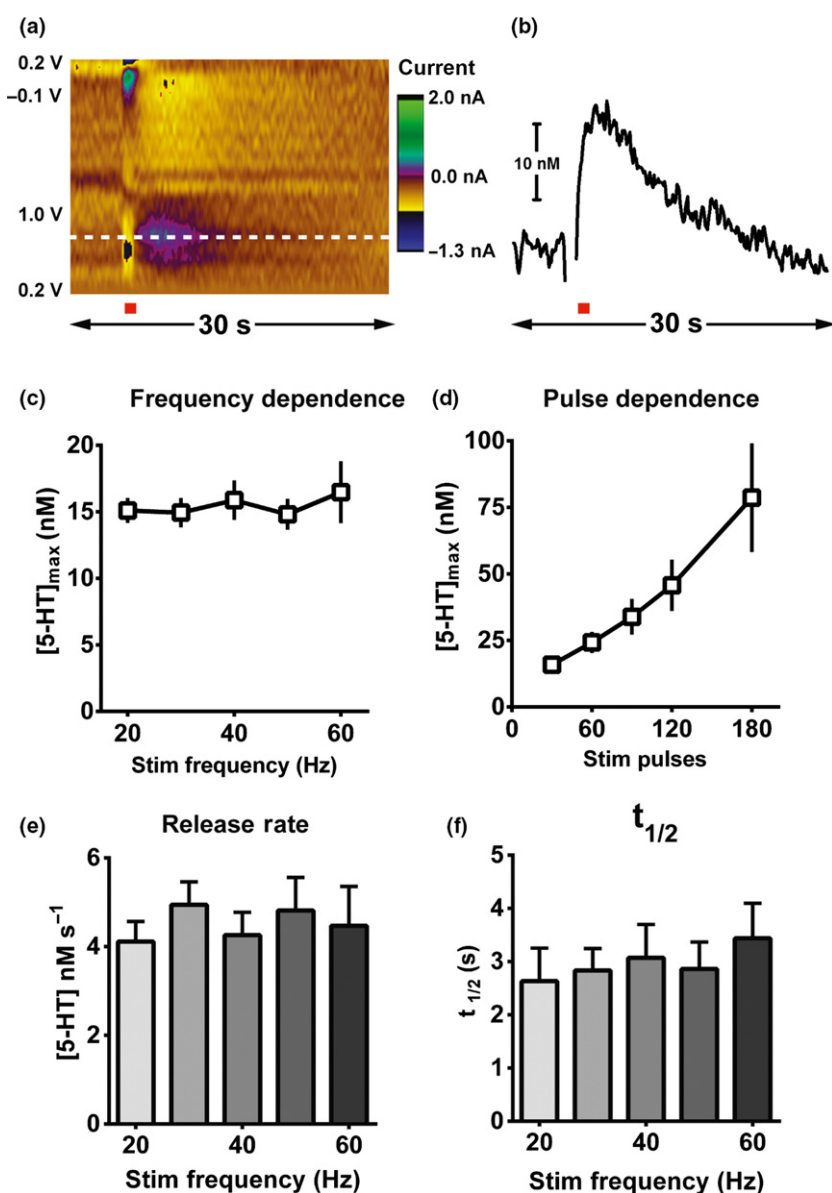 (a)
0.2 V
−0.1 V
1.0 V
0.2 V
Current
2.0 nA
0.0 nA
−1.3 nA
30 s
(b)
10 nM
30 s
(c) Frequency dependence
[5-HT]max (nM)
20
15
10
5
0
20 40 60
Stim frequency (Hz)
(d) Pulse dependence
[5-HT]max (nM)
100
75
50
25
0
0 60 120 180
Stim pulses
(e) Release rate
[5-HT] nM s−1
6
4
2
0
20 40 60
Stim frequency (Hz)
(f) t1/2
t1/2 (s)
5
4
3
2
1
0
20 40 60
Stim frequency (Hz)